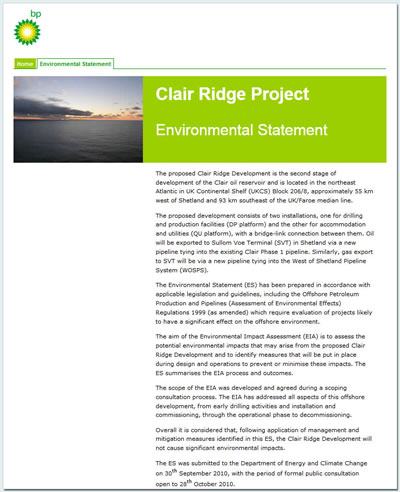 bp
Home Environmental Statement
Clair Ridge Project
Environmental Statement
The proposed Clair Ridge Development is the second stage of
development of the Clair oil reservoir and is located in the northeast
Atlantic in UK Continental Shelf (UKCS) Block 206/8, approximately 55 km
west of Shetland and 93 km southeast of the UK/Faroe median line.
The proposed development consists of two installations, one for drilling
and production facilities (DP platform) and the other for accommodation
and utilities (QU platform), with a bridge-link connection between them. Oil
will be exported to Sullom Voe Terminal (SVT) in Shetland via a new
pipeline tying into the existing Clair Phase 1 pipeline. Similarly, gas export
to SVT will be via a new pipeline tying into the West of Shetland Pipeline
System (WOSPS).
The Environmental Statement (ES) has been prepared in accordance with
applicable legislation and guidelines, including the Offshore Petroleum
Production and Pipelines (Assessment of Environmental Effects)
Regulations 1999 (as amended) which require evaluation of projects likely
to have a significant effect on the offshore environment.
The aim of the Environmental Impact Assessment (EIA) is to assess the
potential environmental impacts that may arise from the proposed Clair
Ridge Development and to identify measures that will be put in place
during design and operations to prevent or minimise these impacts. The
ES summarises the EIA process and outcomes.
The scope of the EIA was developed and agreed during a scoping
consultation process. The EIA has addressed all aspects of this offshore
development, from early drilling activities and installation and
commissioning, through the operational phase to decommissioning.
Overall it is considered that, following application of management and
mitigation measures identified in this ES, the Clair Ridge Development will
not cause significant environmental impacts.
The ES was submitted to the Department of Energy and Climate Change
on 30th September 2010, with the period of formal public consultation
open to 28th October 2010.